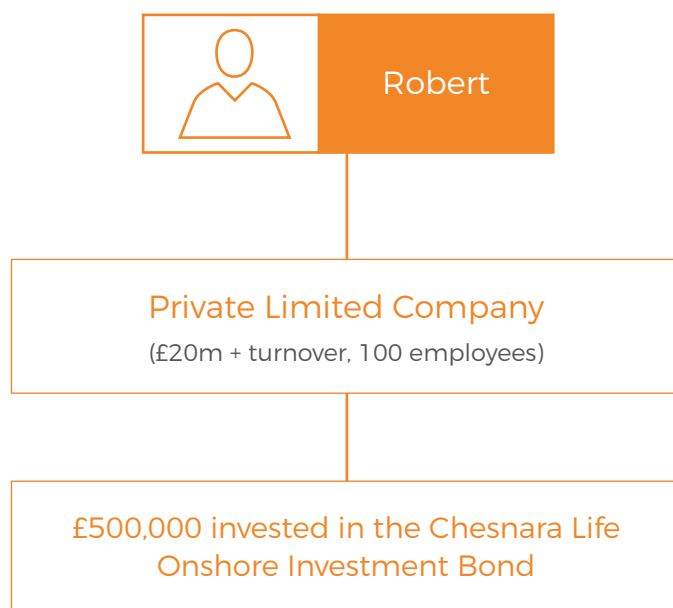 Robert
Private Limited Company
(£20m + turnover, 100 employees)
£500,000 invested in the Chesnara Life
Onshore Investment Bond